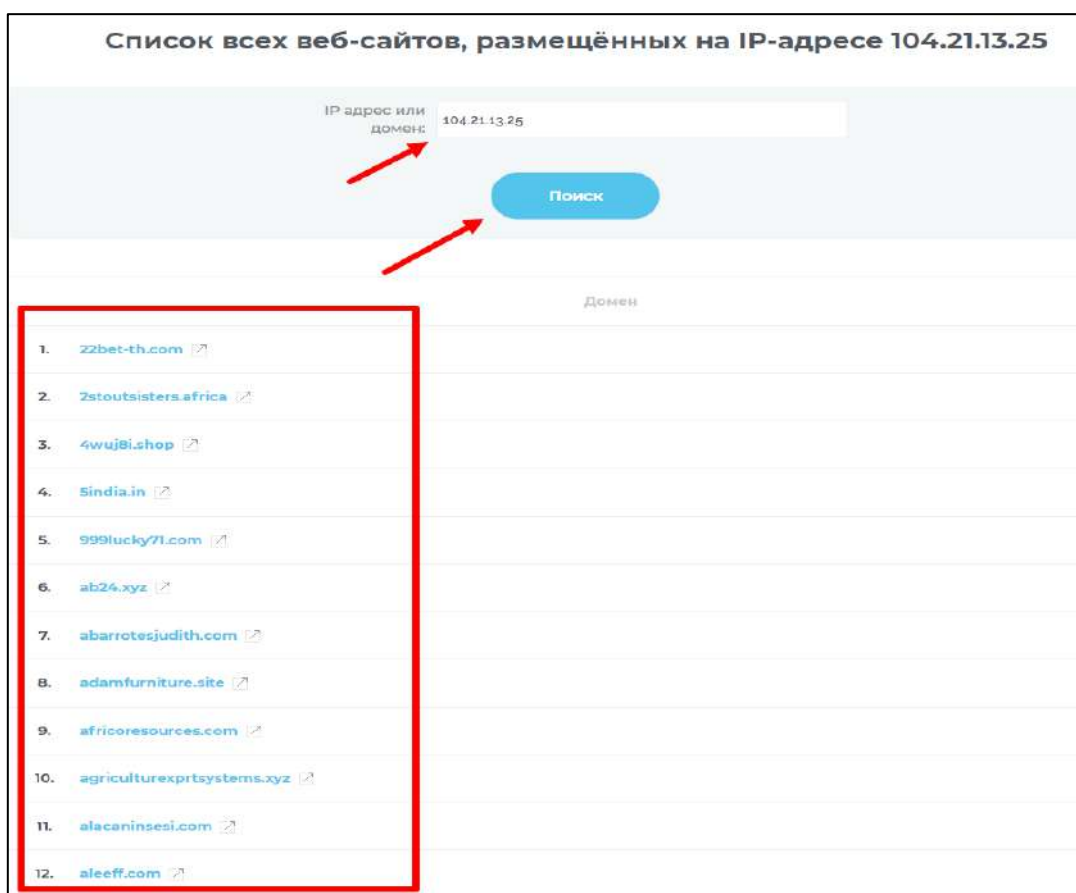 Список всех веб-сайтов, размещённых на IP-адресе 104.21.13.25
IP адрес или
домен:
104.21.13.25
Поиск
Домен
1. 22bet-th.com
2. 2stoutsisters.africa
3. 4wuj8i.shop
4. 5india.in
5. 999lucky71.com
6. ab24.xyz
7. abarrotesjudith.com
8. adamfurniture.site
9. africoresources.com
10. agriculturexprtsystems.xyz
11. alacaninsesi.com
12. aleeff.com